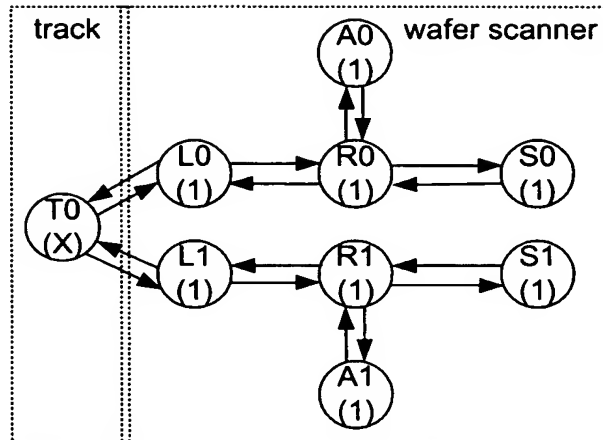 track
wafer scanner
A0
(1)
L0
(1)
R0
(1)
S0
(1)
T0
(X)
L1
(1)
R1
(1)
S1
(1)
A1
(1)